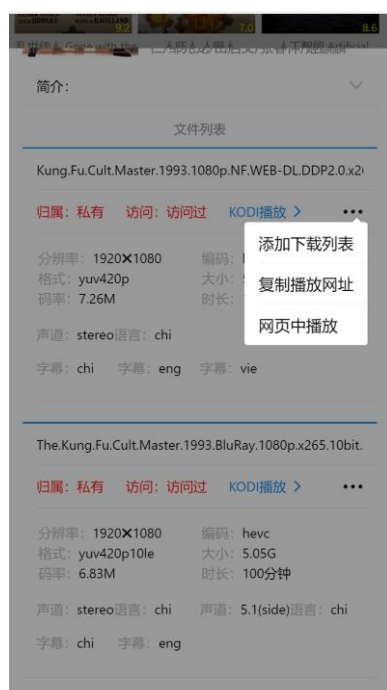 9.2 7.0 8.6
简介：
文件列表
Kung.Fu.Cult.Master.1993.1080p.NF.WEB-DL.DDP2.0.x2
归属：私有 访问：访问过 KODI播放 >
添加下载列表
复制播放网址
网页中播放
分辨率：1920×1080 编码：
格式：yuv420p 大小：
码率：7.26M 时长：
声道：stereo语言：chi
字幕：chi 字幕：eng 字幕：vie
The.Kung.Fu.Cult.Master.1993.BluRay.1080p.x265.10bit.
归属：私有 访问：访问过 KODI播放 >
分辨率：1920×1080 编码：hevc
格式：yuv420p10le 大小：5.05G
码率：6.83M 时长：100分钟
声道：stereo语言：chi 声道：5.1(side)语言：chi
字幕：chi 字幕：eng